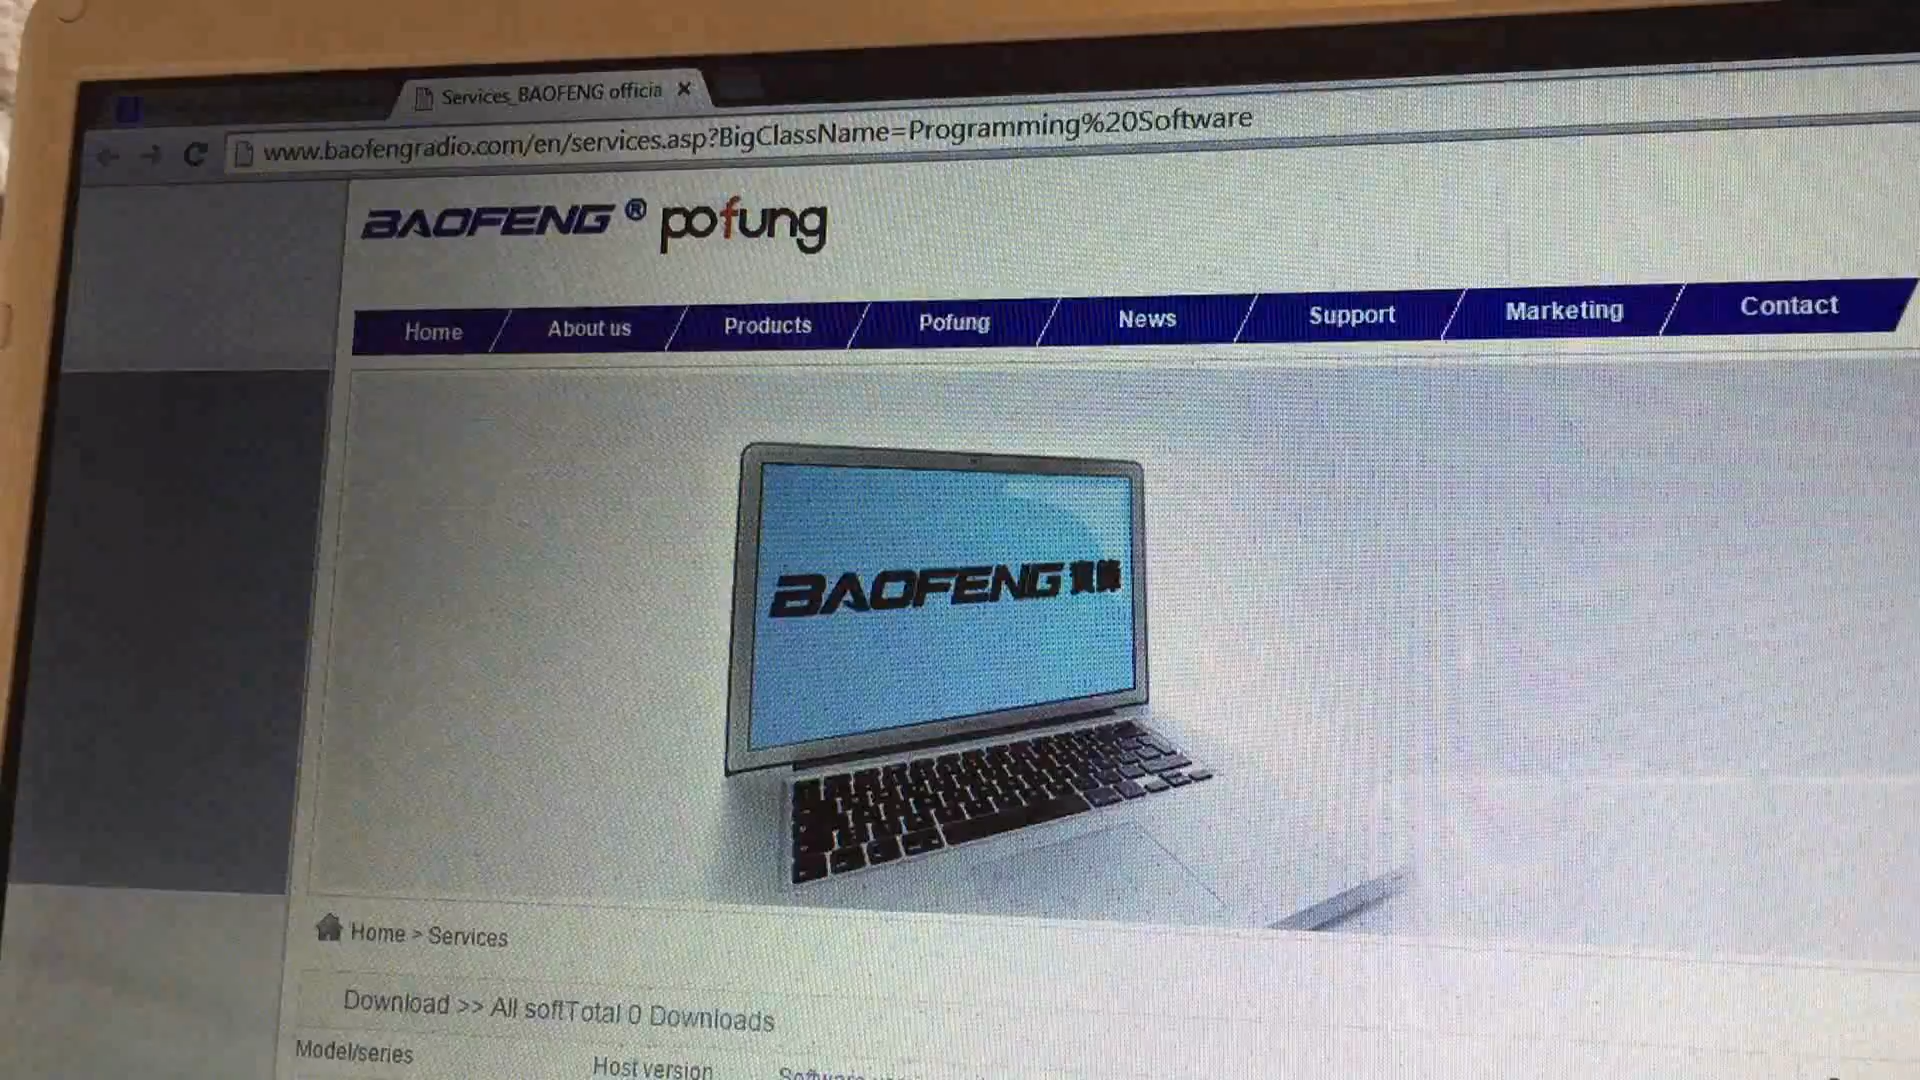 Services_BAOFENG officia
www.baofengradio.com/en/services.asp?BigClassName=Programming%20Software
BAOFENG® pofung
Home About us Products Pofung News Support Marketing Contact
BAOFENG
Home > Services
Download >> All softTotal 0 Downloads
Model/series Host version